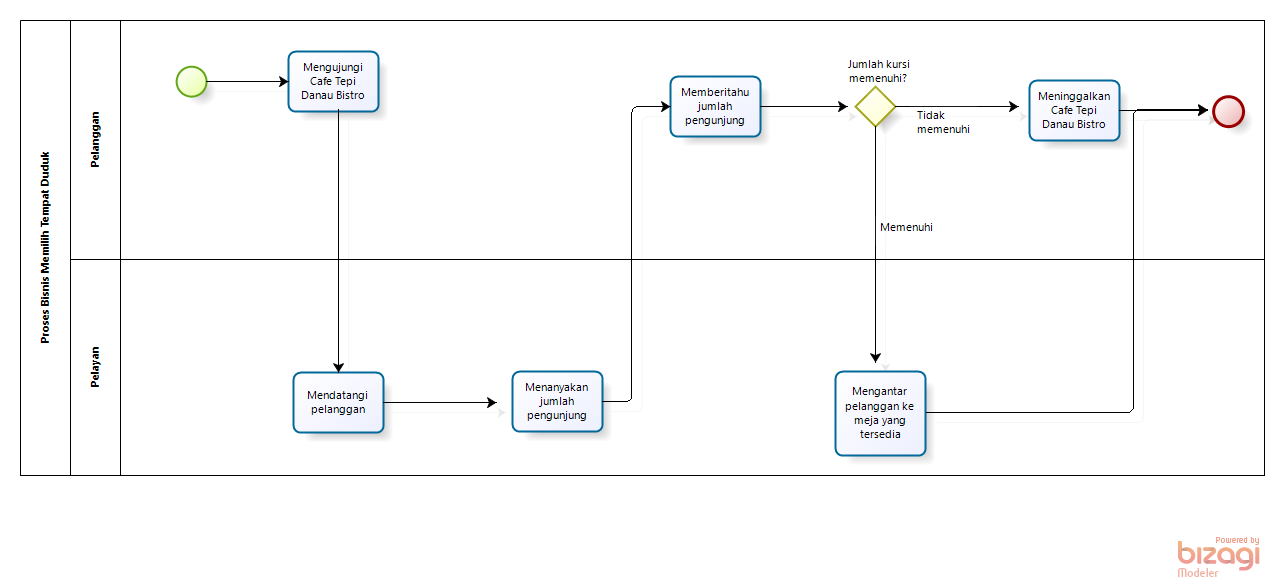 Proses Bisnis Memilih Tempat Duduk
Pelanggan
Mengujungi
Cafe Tepi
Danau Bistro
Memberitahu
jumlah
pengunjung
Jumlah kursi
memenuhi?
Tidak
memenuhi
Meninggalkan
Cafe Tepi
Danau Bistro
Memenuhi
Pelayan
Mendatangi
pelanggan
Menanyakan
jumlah
pengunjung
Mengantar
pelanggan ke
meja yang
tersedia
Powered by
bizagi
Modeler